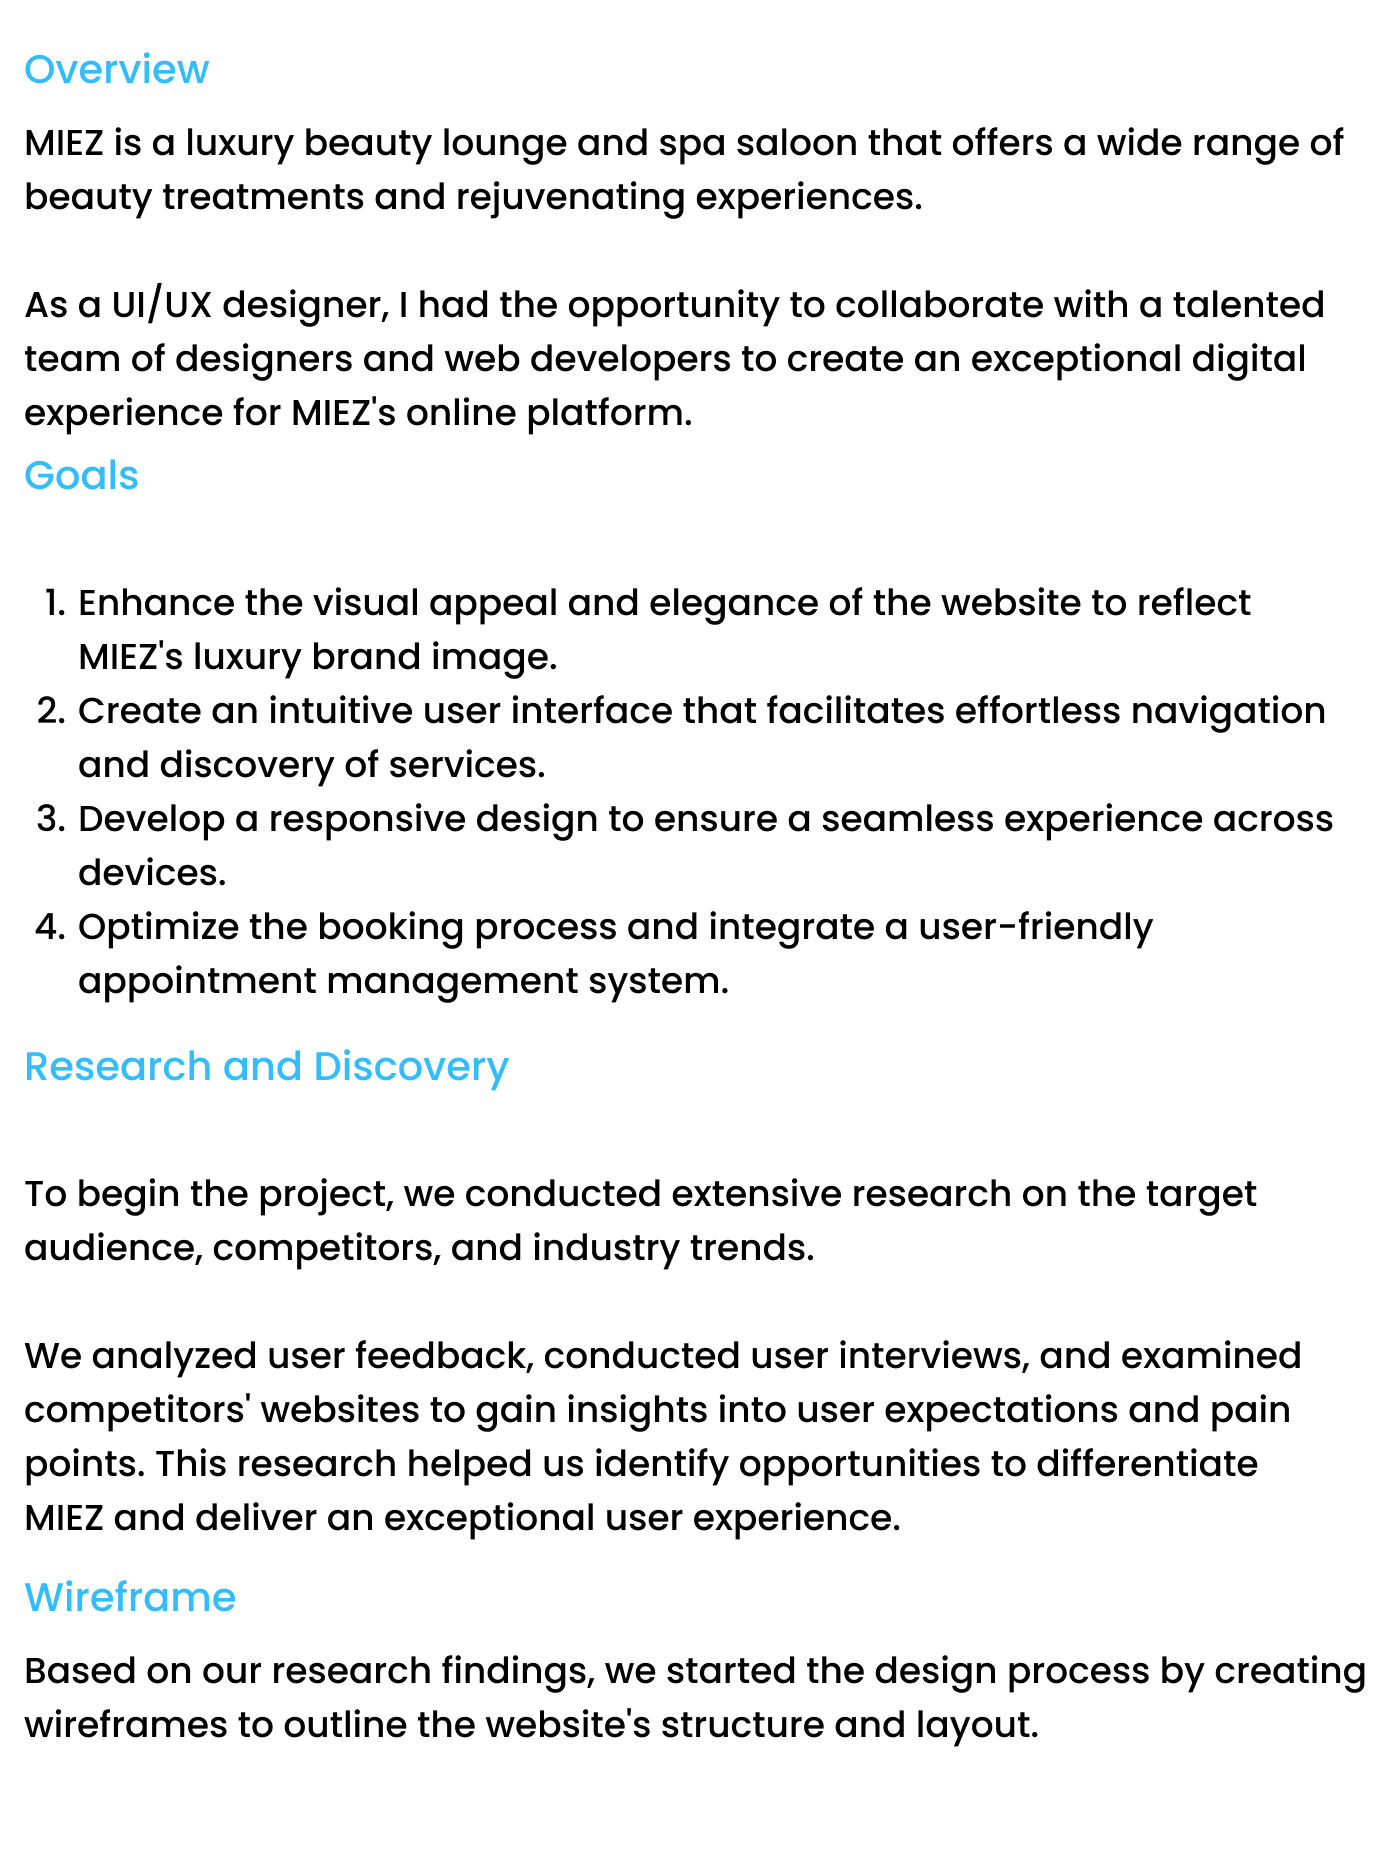 Overview
MIEZ is a luxury beauty lounge and spa saloon that offers a wide range of
beauty treatments and rejuvenating experiences.
As a UI/UX designer, I had the opportunity to collaborate with a talented
team of designers and web developers to create an exceptional digital
experience for MIEZ's online platform.
Goals
1. Enhance the visual appeal and elegance of the website to reflect
MIEZ's luxury brand image.
2. Create an intuitive user interface that facilitates effortless navigation
and discovery of services.
3. Develop a responsive design to ensure a seamless experience across
devices.
4. Optimize the booking process and integrate a user-friendly
appointment management system.
Research and Discovery
To begin the project, we conducted extensive research on the target
audience, competitors, and industry trends.
We analyzed user feedback, conducted user interviews, and examined
competitors' websites to gain insights into user expectations and pain
points. This research helped us identify opportunities to differentiate
MIEZ and deliver an exceptional user experience.
Wireframe
Based on our research findings, we started the design process by creating
wireframes to outline the website's structure and layout.